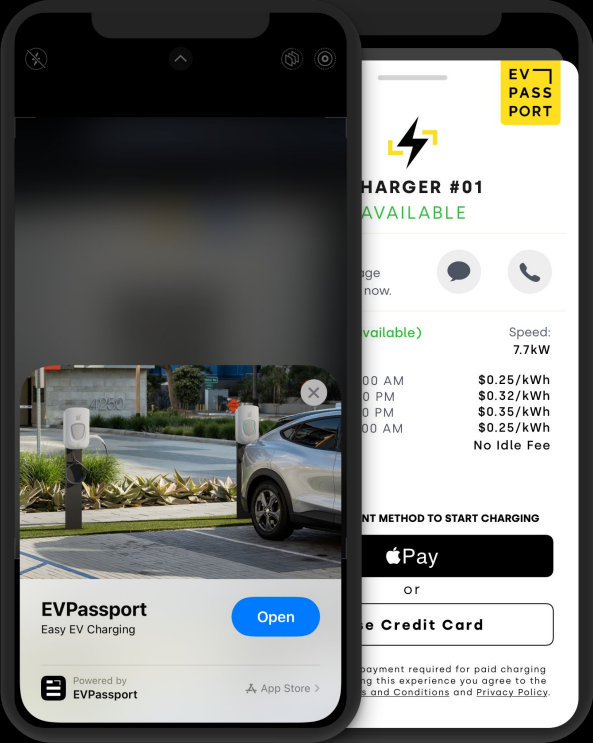 4250
EVPassport
Easy EV Charging
Open
Powered by
EVPassport
App Store
EV
PASS
PORT
HARGER #01
AVAILABLE
now.
vailable)
Speed:
7.7kW
00 AM
$0.25/kWh
0 PM
$0.32/kWh
0 PM
$0.35/kWh
00 AM
$0.25/kWh
No Idle Fee
NT METHOD TO START CHARGING
Pay
or
se Credit Card
payment required for paid charging
ng this experience you agree to the
s and Conditions and Privacy Policy.